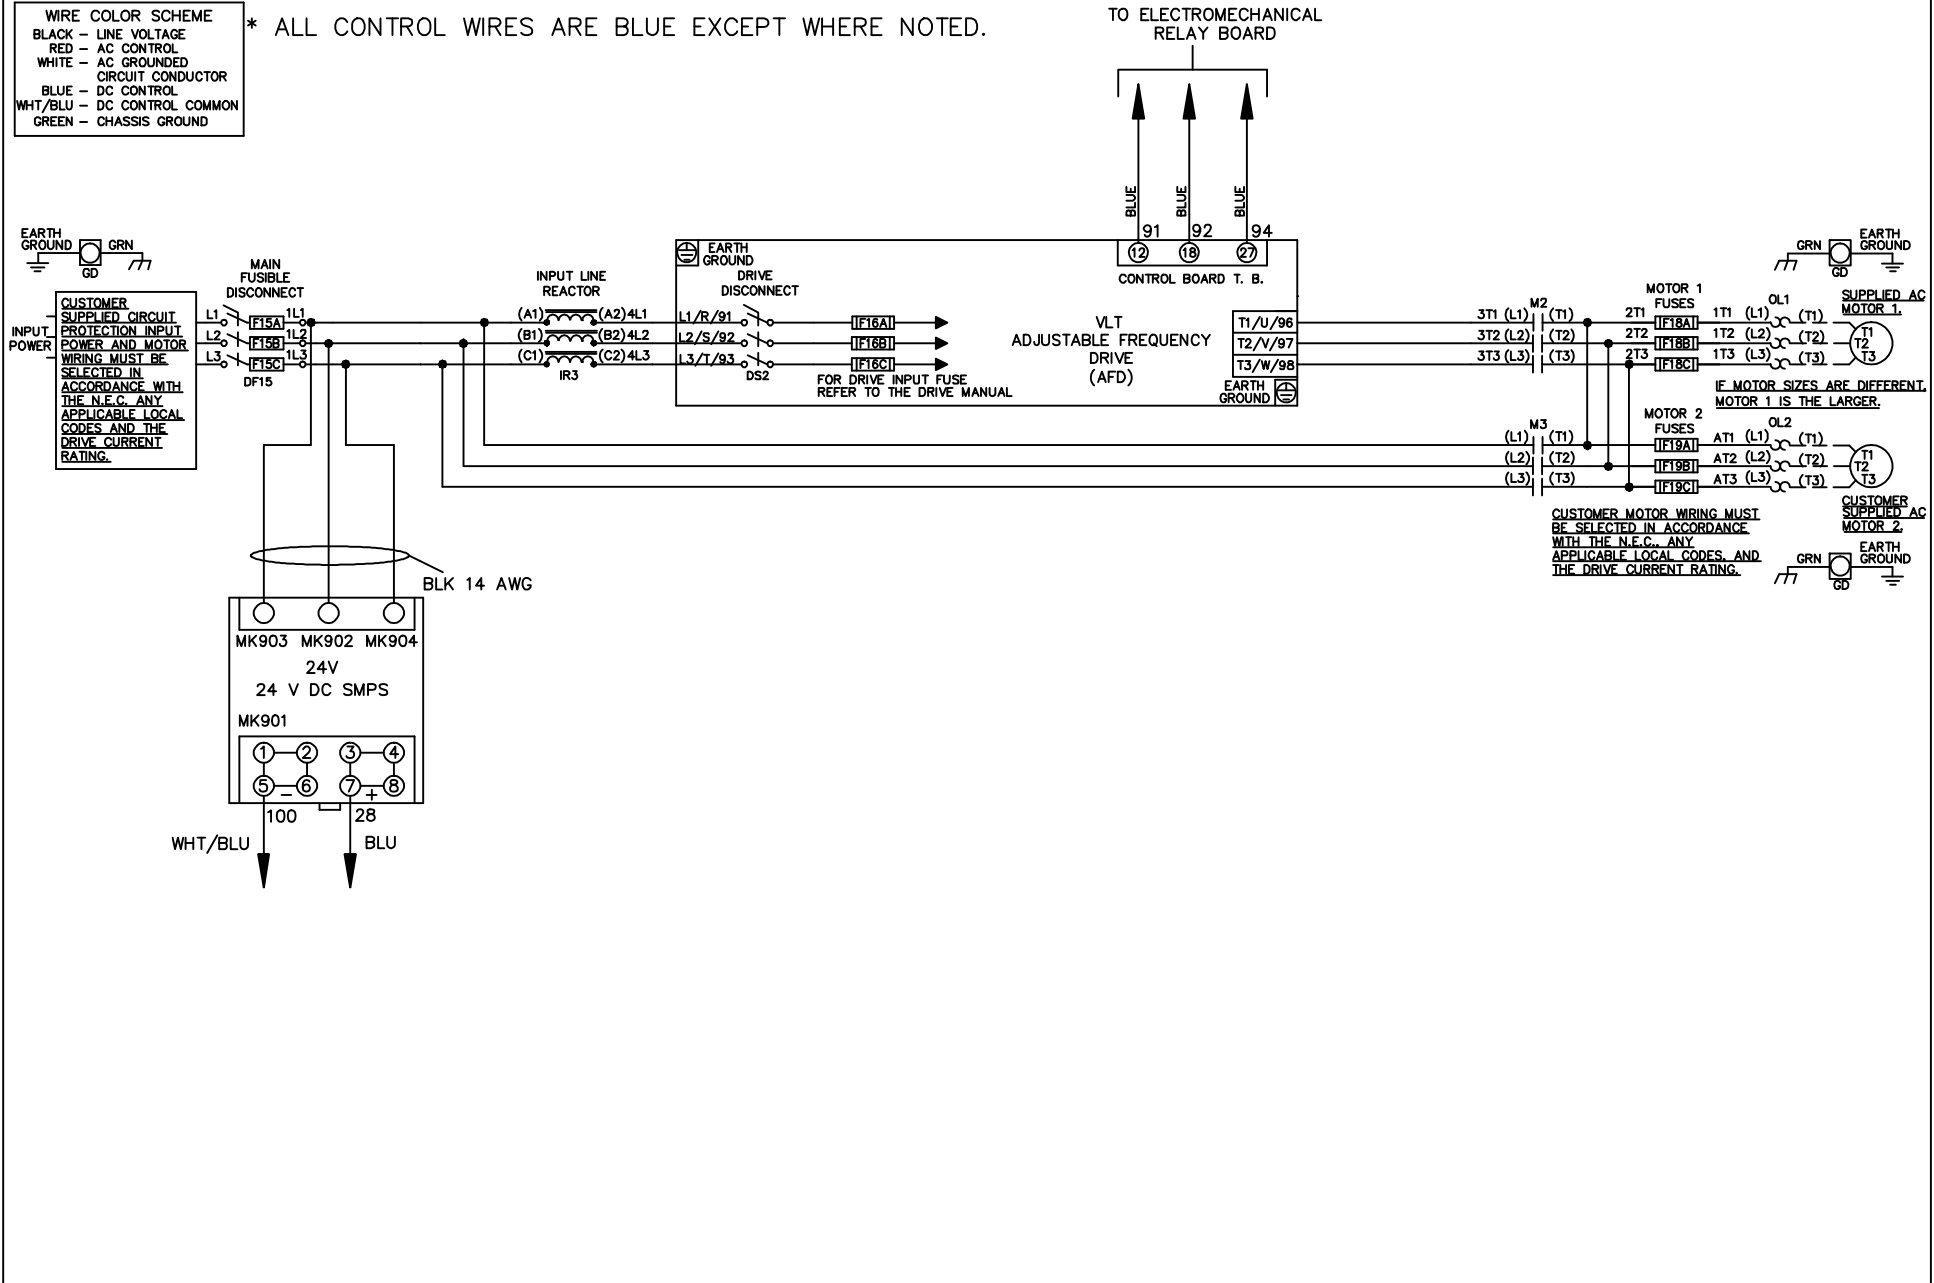 WIRE COLOR SCHEME
BLACK – LINE VOLTAGE
RED – AC CONTROL
WHITE – AC GROUNDED
CIRCUIT CONDUCTOR
BLUE – DC CONTROL
WHT/BLU – DC CONTROL COMMON
GREEN – CHASSIS GROUND
* ALL CONTROL WIRES ARE BLUE EXCEPT WHERE NOTED.
TO ELECTROMECHANICAL
RELAY BOARD
BLUE
BLUE
BLUE
91 92 94
12 18 27
CONTROL BOARD T. B.
EARTH
GROUND
GRN
GD
INPUT
POWER
CUSTOMER
SUPPLIED CIRCUIT
PROTECTION INPUT
POWER AND MOTOR
WIRING MUST BE
SELECTED IN
ACCORDANCE WITH
THE N.E.C. ANY
APPLICABLE LOCAL
CODES AND THE
DRIVE CURRENT
RATING.
MAIN
FUSIBLE
DISCONNECT
L1 F15A 1L1
L2 F15B 1L2
L3 F15C 1L3
DF15
INPUT LINE
REACTOR
(A1) (A2) 4L1
(B1) (B2) 4L2
(C1) (C2) 4L3
IR3
EARTH
GROUND
DRIVE
DISCONNECT
L1/R/91
L2/S/92
L3/T/93
DS2
F16A
F16B
F16C
FOR DRIVE INPUT FUSE
REFER TO THE DRIVE MANUAL
VLT
ADJUSTABLE FREQUENCY
DRIVE
(AFD)
T1/U/96
T2/V/97
T3/W/98
EARTH
GROUND
M2
3T1 (L1) (T1)
3T2 (L2) (T2)
3T3 (L3) (T3)
MOTOR 1
FUSES
2T1 F18A 1T1 (L1) (T1)
2T2 F18B 1T2 (L2) (T2)
2T3 F18C 1T3 (L3) (T3)
OL1
GRN
EARTH
GROUND
GD
SUPPLIED AC
MOTOR 1.
T1
T2
T3
IF MOTOR SIZES ARE DIFFERENT,
MOTOR 1 IS THE LARGER.
M3
(L1) (T1)
(L2) (T2)
(L3) (T3)
MOTOR 2
FUSES
F19A AT1 (L1) (T1)
F19B AT2 (L2) (T2)
F19C AT3 (L3) (T3)
OL2
T1
T2
T3
CUSTOMER
SUPPLIED AC
MOTOR 2.
CUSTOMER MOTOR WIRING MUST
BE SELECTED IN ACCORDANCE
WITH THE N.E.C., ANY
APPLICABLE LOCAL CODES, AND
THE DRIVE CURRENT RATING.
GRN
EARTH
GROUND
GD
BLK 14 AWG
MK903 MK902 MK904
24V
24 V DC SMPS
MK901
1 2 3 4
5 6 7 8
– +
100 28
WHT/BLU BLU